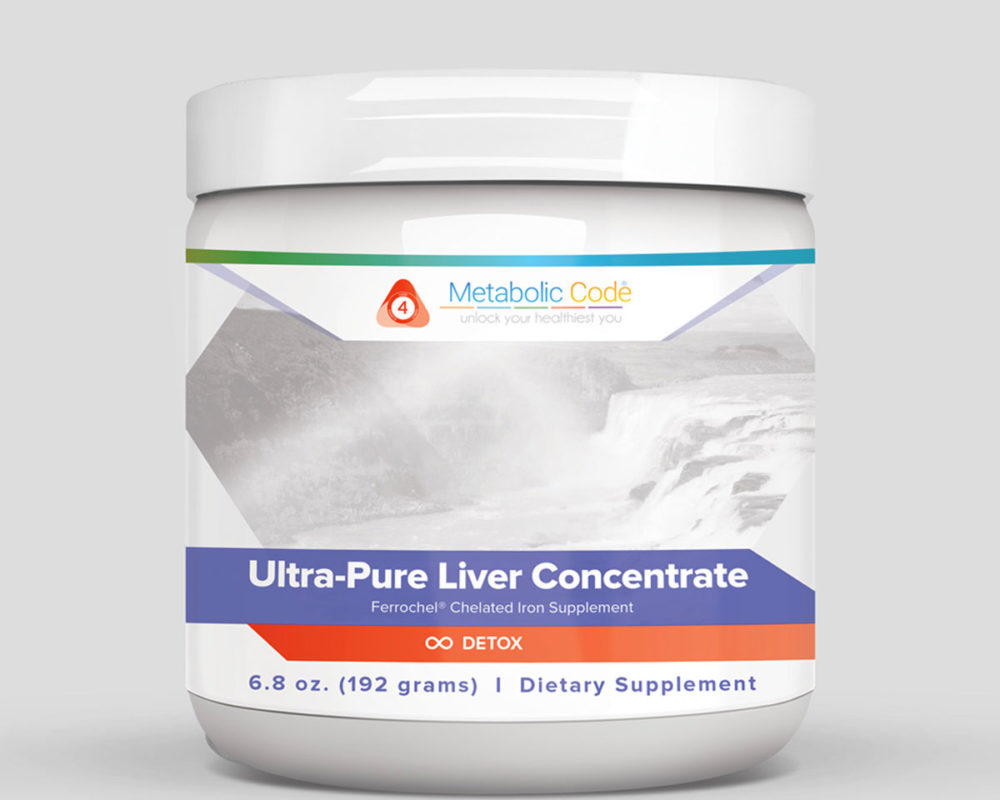 4
Metabolic Code®
unlock your healthiest you
Ultra-Pure Liver Concentrate
Ferrochel® Chelated Iron Supplement
∞ DETOX
6.8 oz. (192 grams) | Dietary Supplement